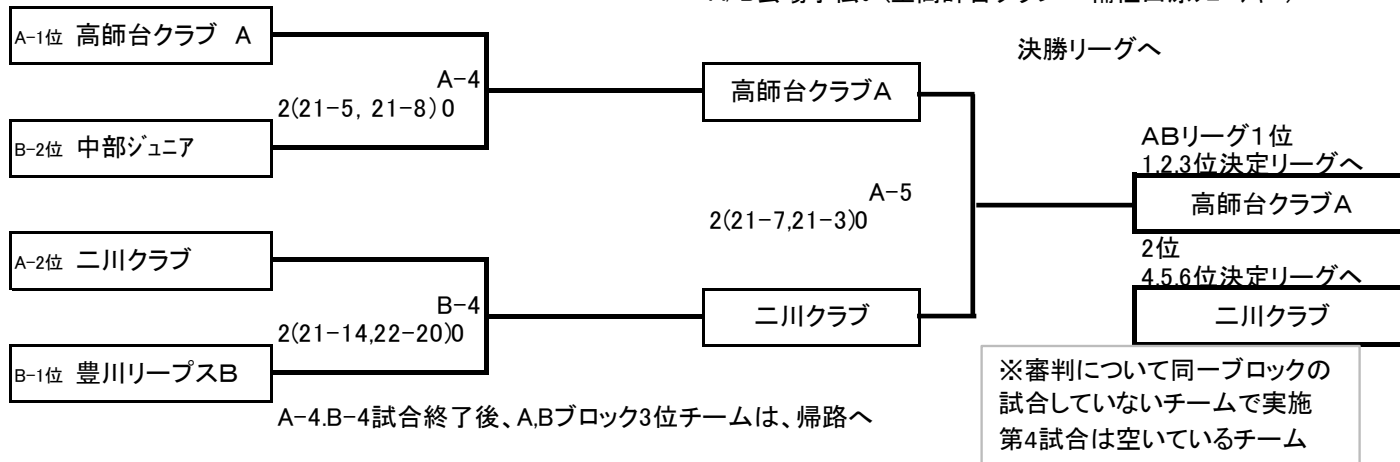 A-1位 高師台クラブ A
決勝リーグへ
A-4
2(21-5, 21-8)0
高師台クラブA
B-2位 中部ジュニア
ABリーグ1位
1,2,3位決定リーグへ
高師台クラブA
A-5
2(21-7,21-3)0
A-2位 二川クラブ
2位
4,5,6位決定リーグへ
二川クラブ
B-4
2(21-14,22-20)0
二川クラブ
B-1位 豊川リープスB
※審判について同一ブロックの
試合していないチームで実施
第4試合は空いているチーム
A-4.B-4試合終了後、A,Bブロック3位チームは、帰路へ